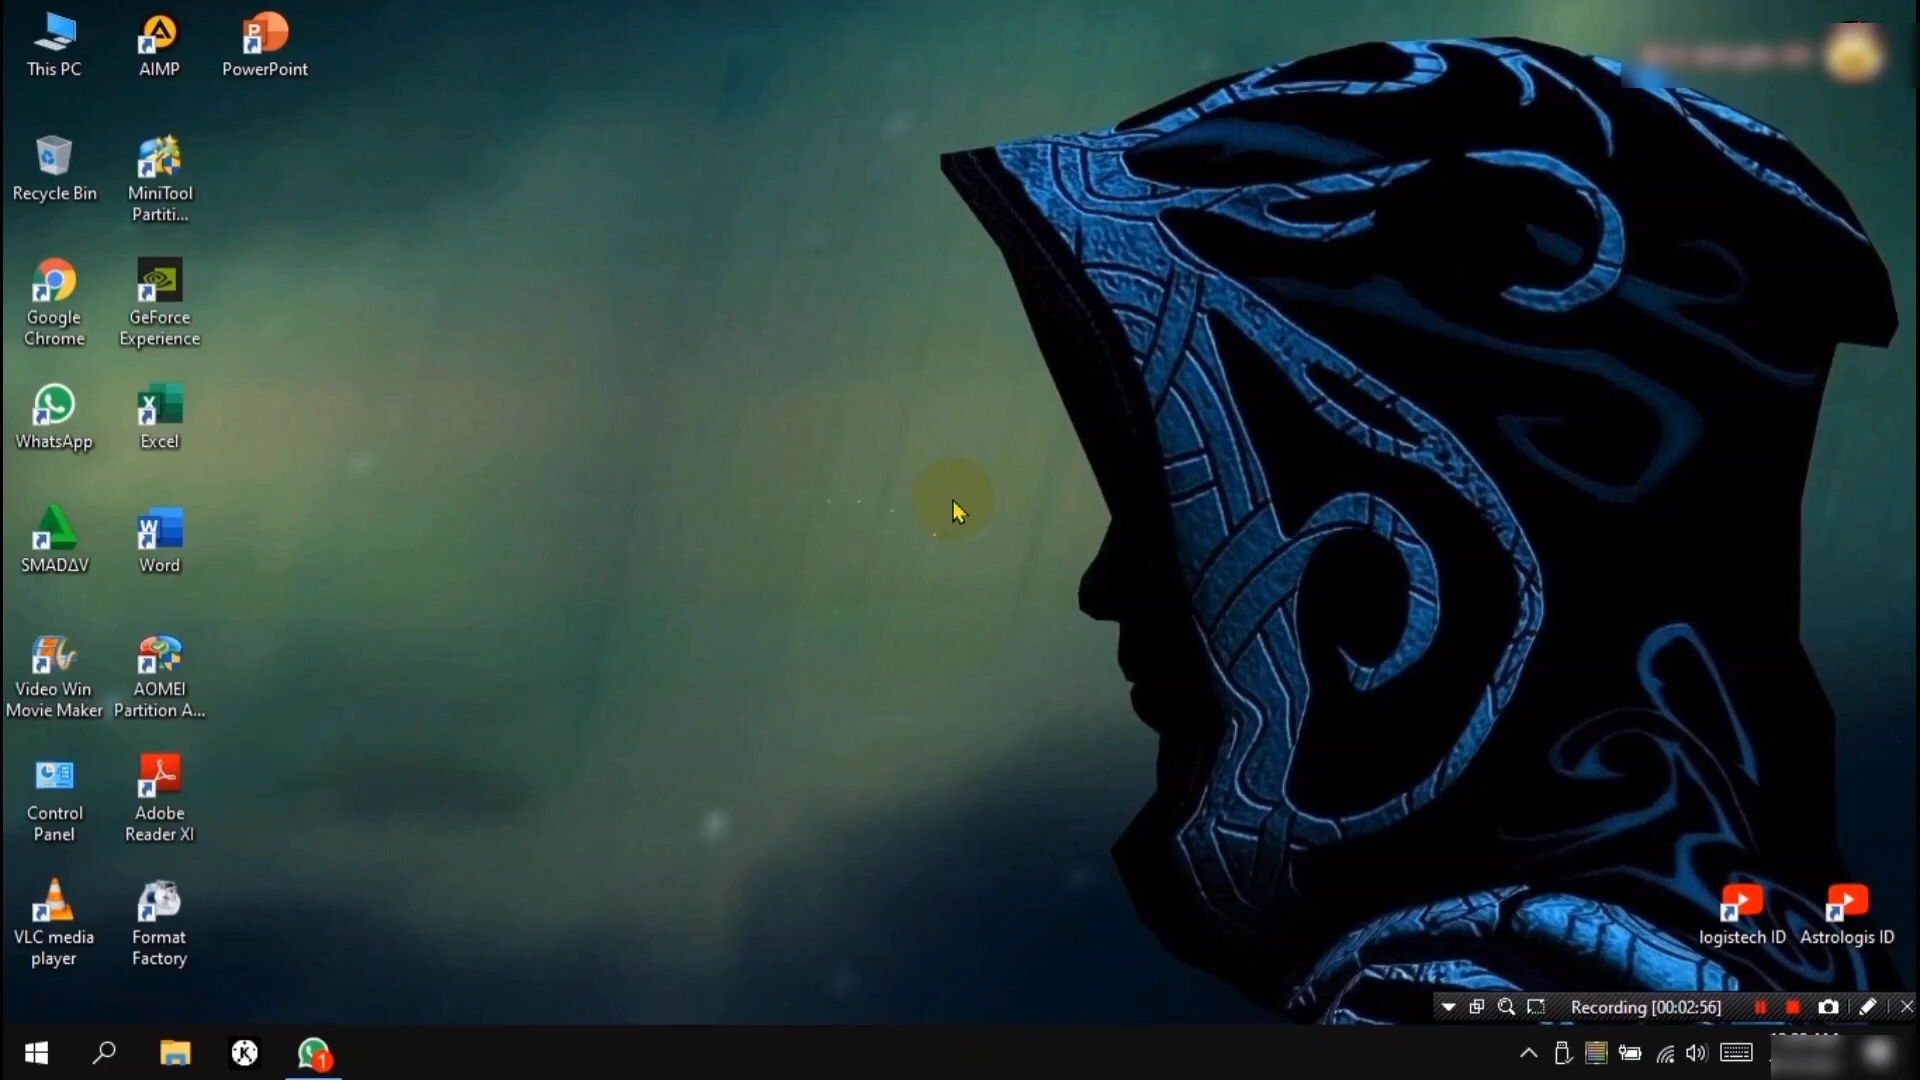 This PC
AIMP
PowerPoint
Recycle Bin
MiniTool
Partiti...
Google
Chrome
GeForce
Experience
WhatsApp
Excel
SMADΔV
Word
Video Win
Movie Maker
AOMEI
Partition A...
Control
Panel
Adobe
Reader XI
VLC media
player
Format
Factory
logistech ID
Astrologis ID
Recording [00:02:56]
1